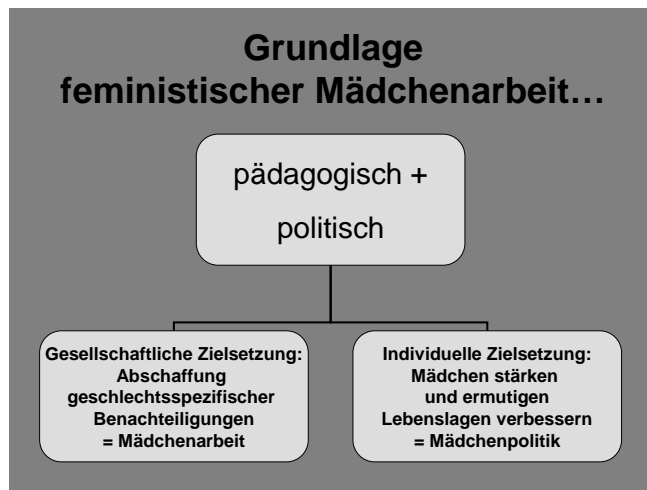 Grundlage
feministischer Mädchenarbeit…
pädagogisch +
politisch
Gesellschaftliche Zielsetzung:
Abschaffung
geschlechtsspezifischer
Benachteiligungen
= Mädchenarbeit
Individuelle Zielsetzung:
Mädchen stärken
und ermutigen
Lebenslagen verbessern
= Mädchenpolitik